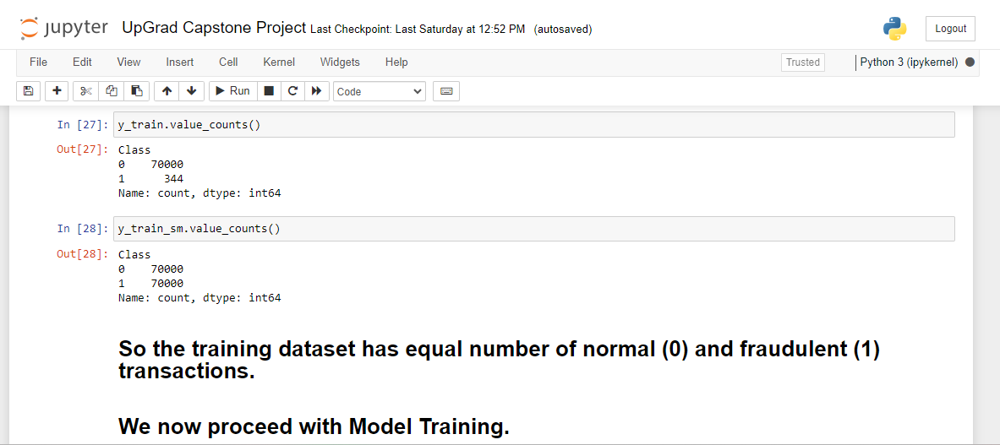 jupyter UpGrad Capstone Project Last Checkpoint: Last Saturday at 12:52 PM (autosaved) Logout
File Edit View Insert Cell Kernel Widgets Help Trusted Python 3 (ipykernel)
Run Code
In [27]: y_train.value_counts()
Out[27]: Class
0 70000
1 344
Name: count, dtype: int64
In [28]: y_train_sm.value_counts()
Out[28]: Class
0 70000
1 70000
Name: count, dtype: int64
So the training dataset has equal number of normal (0) and fraudulent (1)
transactions.
We now proceed with Model Training.